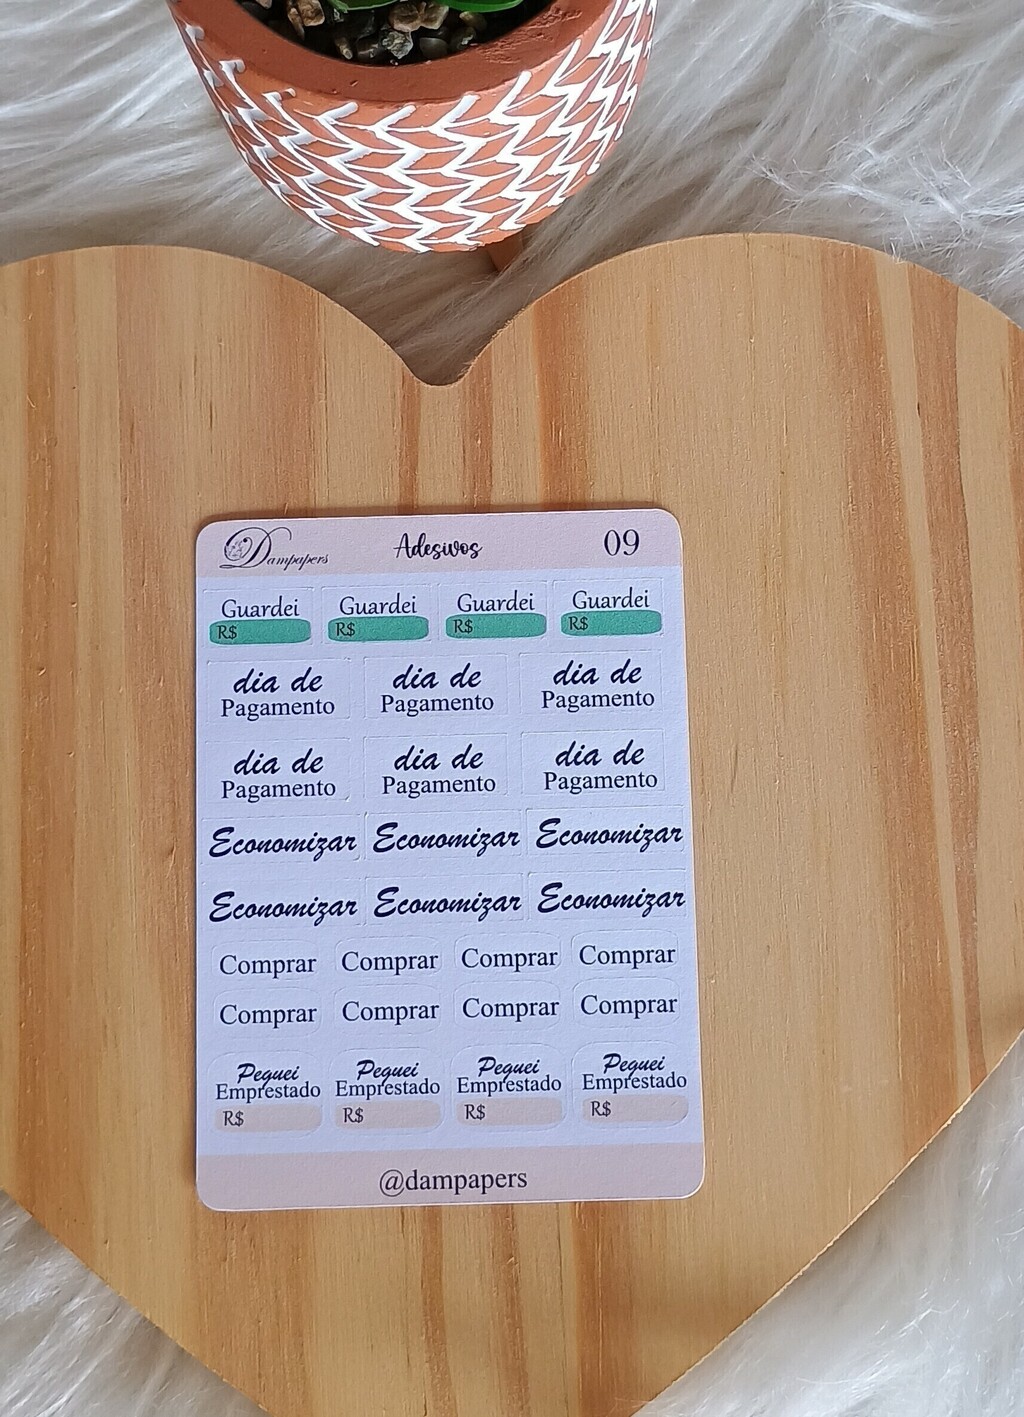 Dampapers Adesivos 09
Guardei Guardei Guardei Guardei
R$ R$ R$ R$
dia de dia de dia de
Pagamento Pagamento Pagamento
dia de dia de dia de
Pagamento Pagamento Pagamento
Economizar Economizar Economizar
Economizar Economizar Economizar
Comprar Comprar Comprar Comprar
Comprar Comprar Comprar Comprar
Peguei Peguei Peguei Peguei
Emprestado Emprestado Emprestado Emprestado
R$ R$ R$ R$
@dampapers